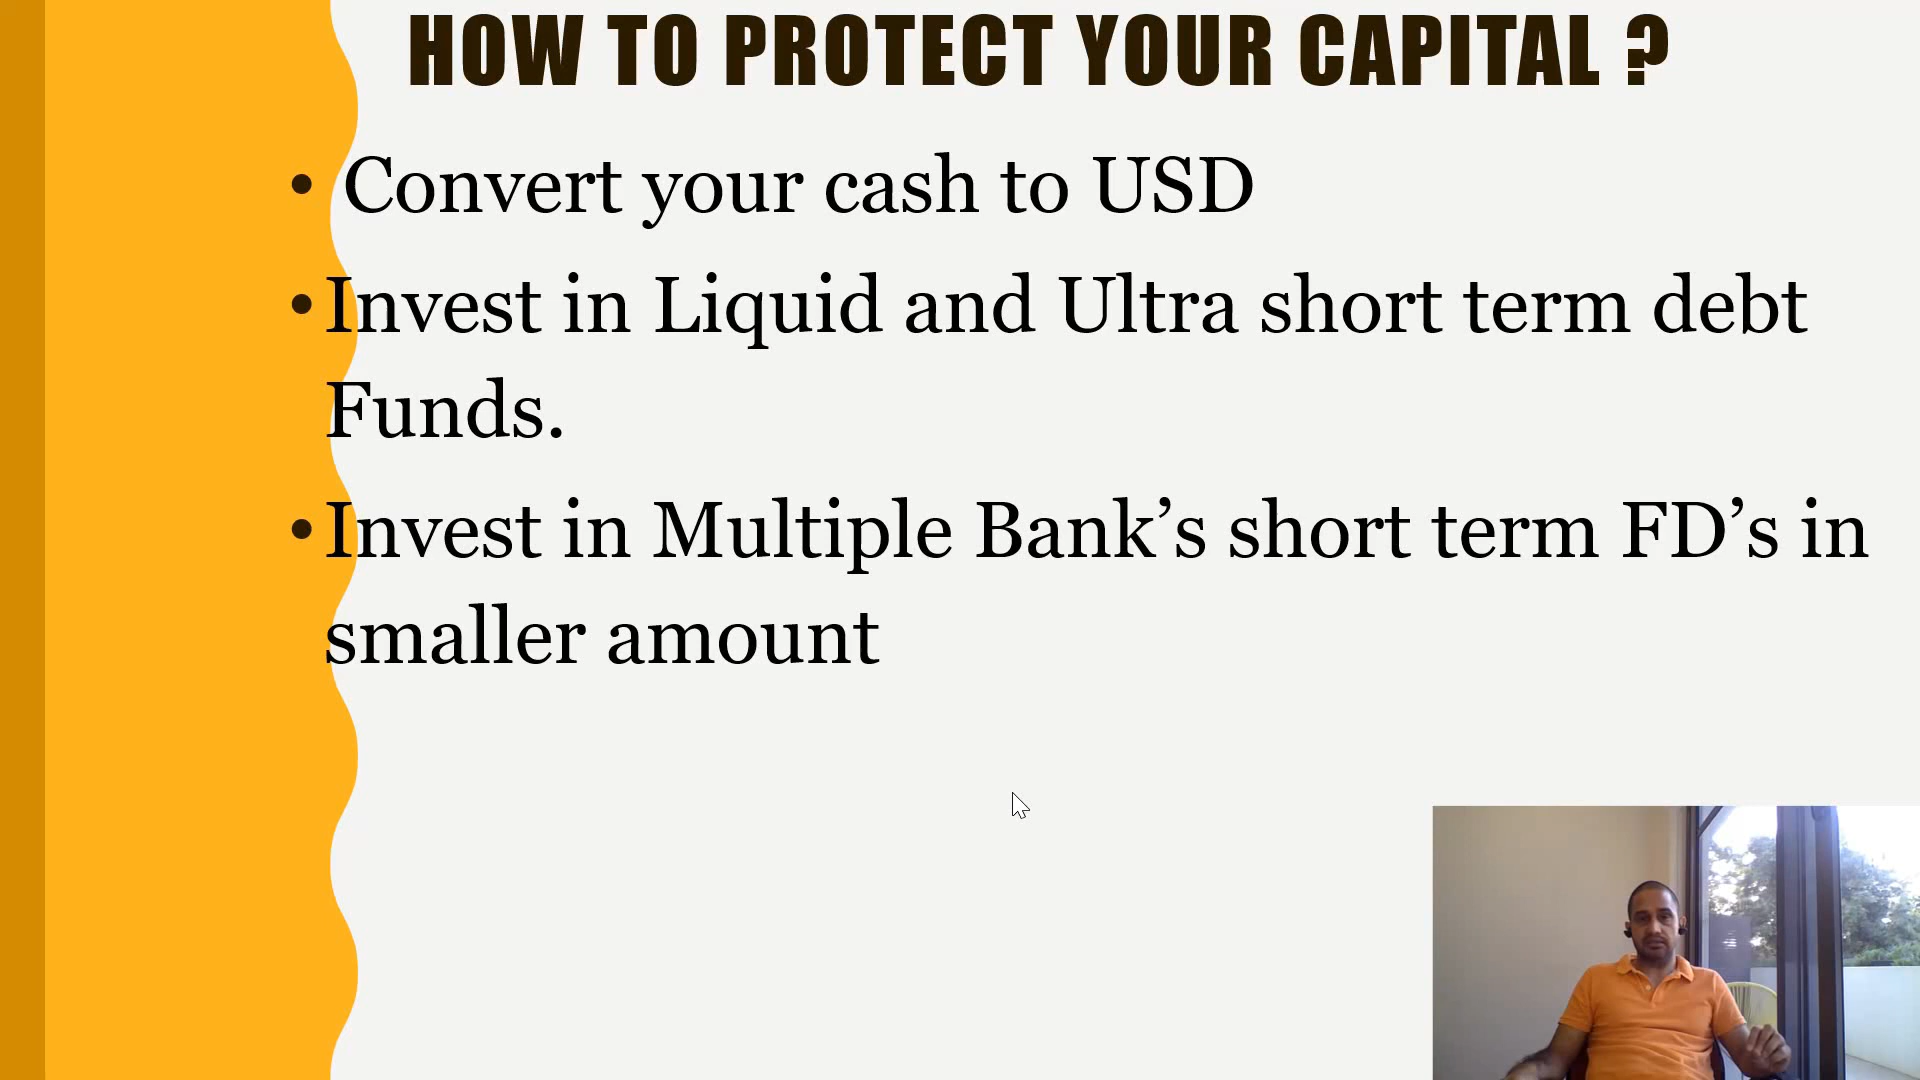 HOW TO PROTECT YOUR CAPITAL ?
• Convert your cash to USD
• Invest in Liquid and Ultra short term debt
Funds.
• Invest in Multiple Bank’s short term FD’s in
smaller amount